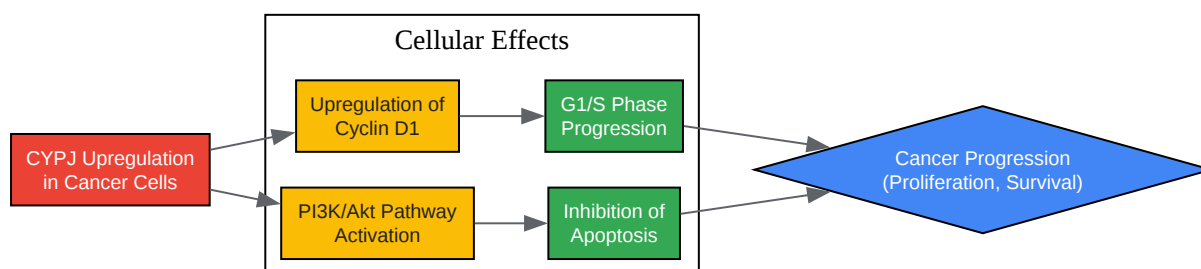 Cellular Effects
CYPJ Upregulation
in Cancer Cells
Upregulation of
Cyclin D1
G1/S Phase
Progression
PI3K/Akt Pathway
Activation
Inhibition of
Apoptosis
Cancer Progression
(Proliferation, Survival)